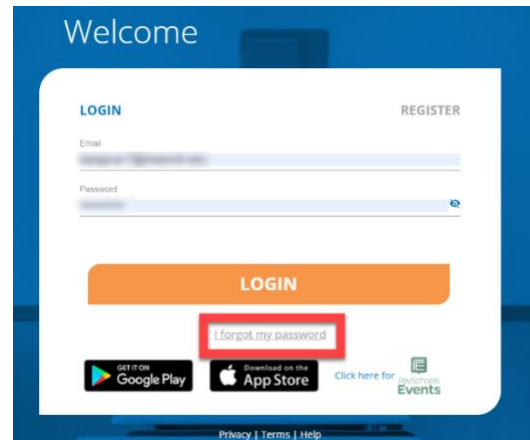 Welcome
LOGIN REGISTER
Email
Password
LOGIN
I forgot my password
GET IT ON
Google Play
Download on the
App Store
Click here for
Events
Privacy | Terms | Help